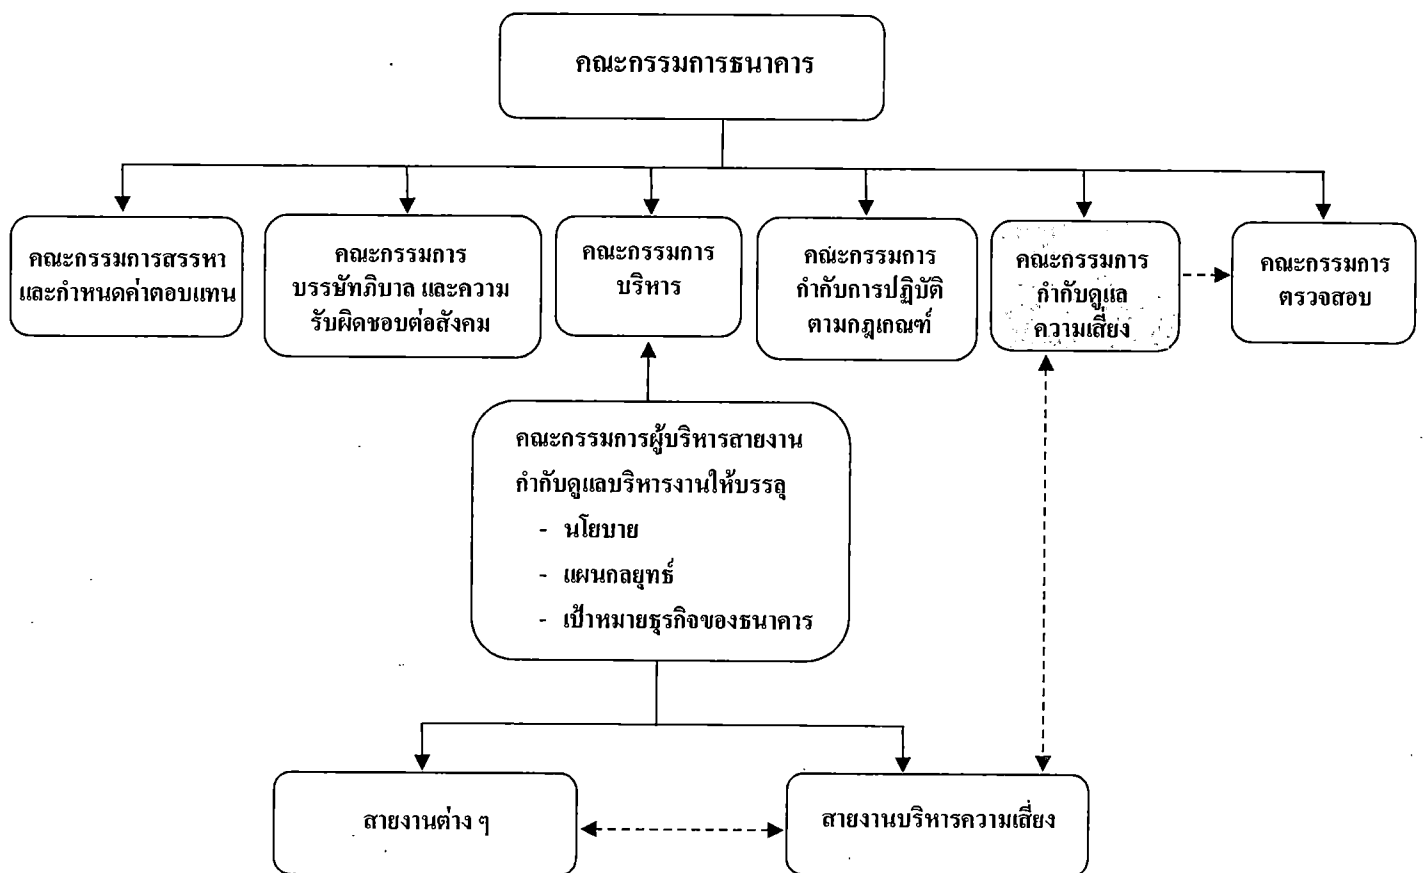 คณะกรรมการธนาคาร
คณะกรรมการสรรหา
และกำหนดค่าตอบแทน
คณะกรรมการ
บรรษัทภิบาล และความ
รับผิดชอบต่อสังคม
คณะกรรมการ
บริหาร
คณะกรรมการ
กำกับการปฏิบัติ
ตามกฎเกณฑ์
คณะกรรมการ
กำกับดูแล
ความเสี่ยง
คณะกรรมการ
ตรวจสอบ
คณะกรรมการผู้บริหารสายงาน
กำกับดูแลบริหารงานให้บรรลุ
- นโยบาย
- แผนกลยุทธ์
- เป้าหมายธุรกิจของธนาคาร
สายงานต่าง ๆ
สายงานบริหารความเสี่ยง